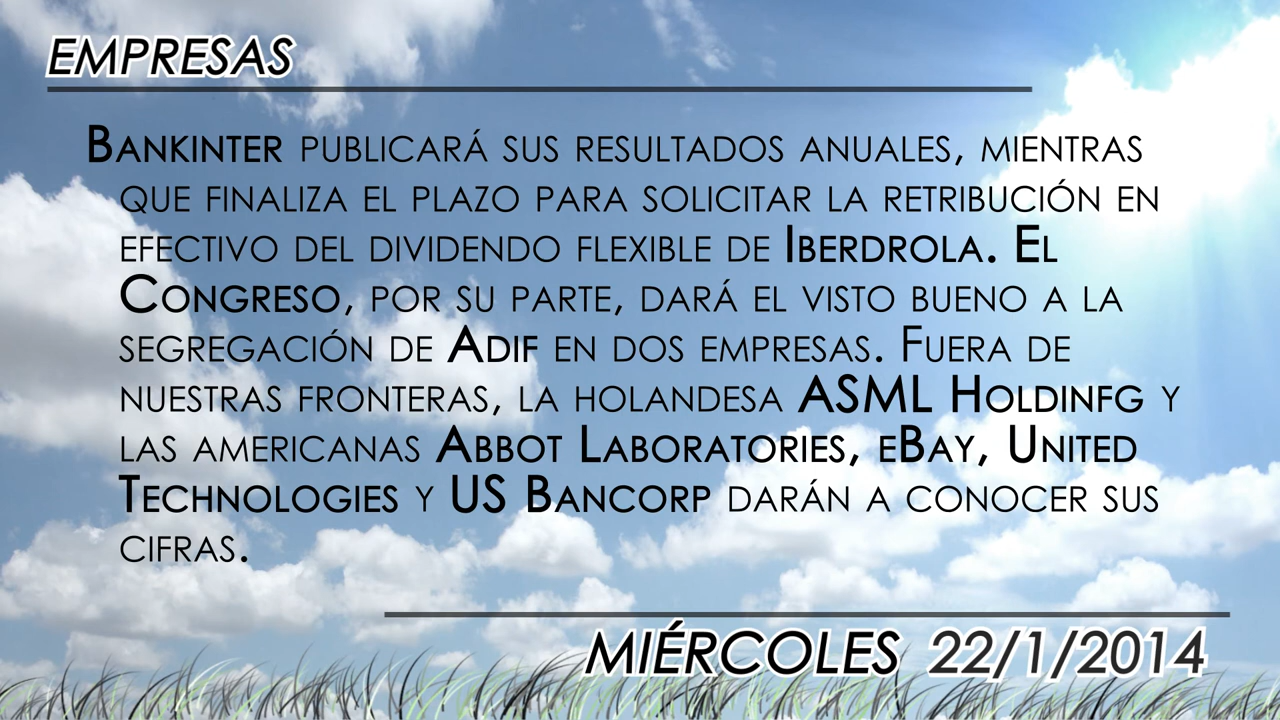 EMPRESAS
BANKINTER PUBLICARÁ SUS RESULTADOS ANUALES, MIENTRAS
QUE FINALIZA EL PLAZO PARA SOLICITAR LA RETRIBUCIÓN EN
EFECTIVO DEL DIVIDENDO FLEXIBLE DE IBERDROLA. EL
CONGRESO, POR SU PARTE, DARÁ EL VISTO BUENO A LA
SEGREGACIÓN DE ADIF EN DOS EMPRESAS. FUERA DE
NUESTRAS FRONTERAS, LA HOLANDESA ASML HOLDINFG Y
LAS AMERICANAS ABBOT LABORATORIES, EBAY, UNITED
TECHNOLOGIES Y US BANCORP DARÁN A CONOCER SUS
CIFRAS.
MIÉRCOLES 22/1/2014